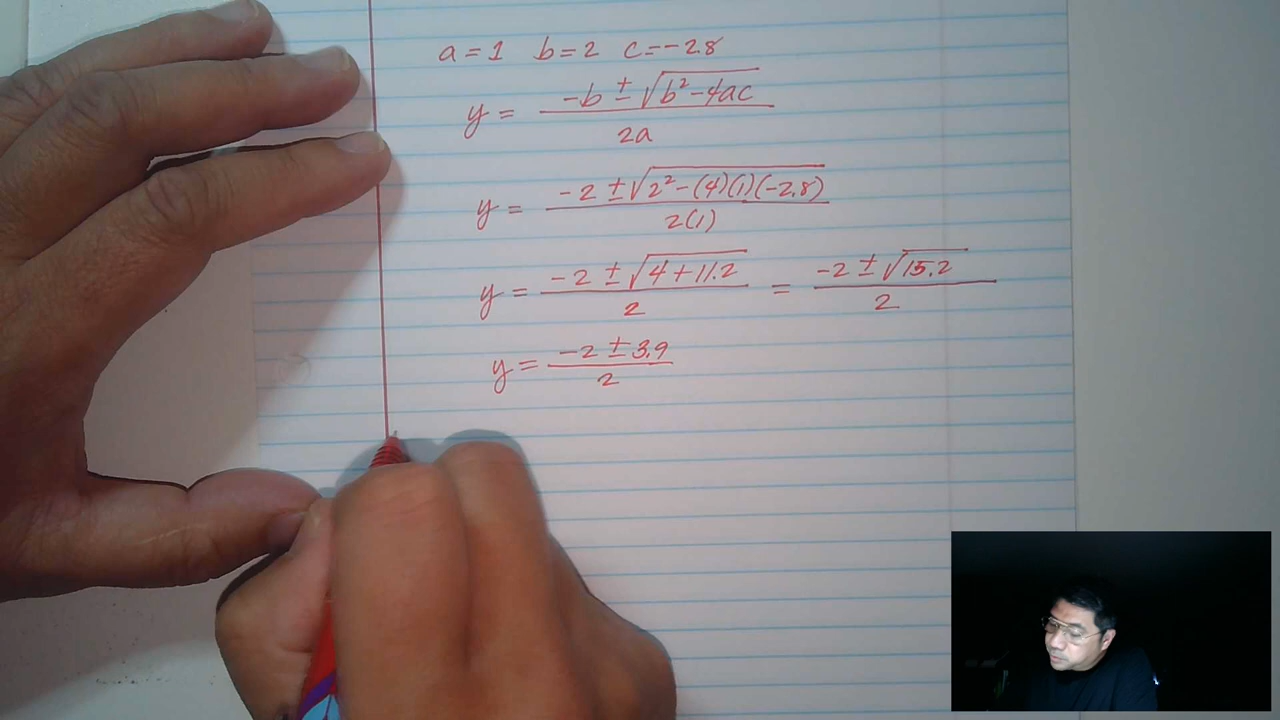 a = 1 b = 2 c = -2.8
y = (-b ± √(b² - 4ac)) / 2a
y = (-2 ± √(2² - (4)(1)(-2.8))) / 2(1)
y = (-2 ± √(4 + 11.2)) / 2 = (-2 ± √15.2) / 2
y = (-2 ± 3.9) / 2